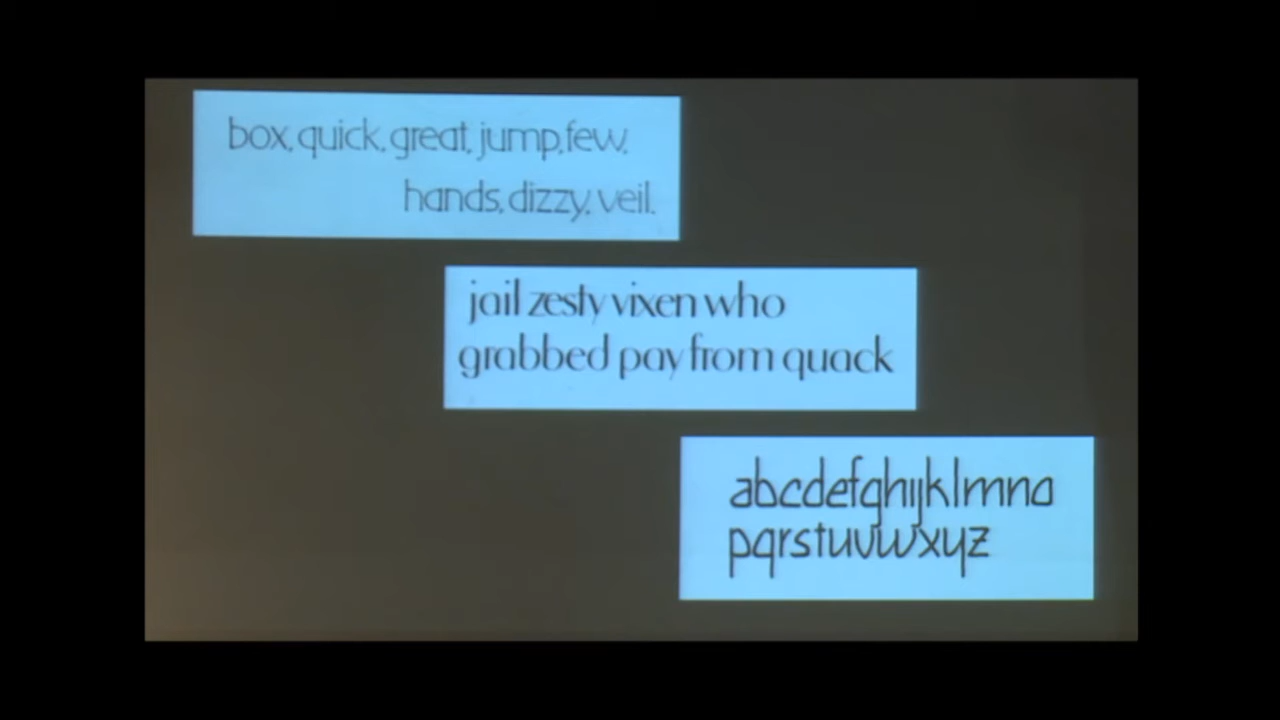 box, quick, great, jump, few,
hands, dizzy, veil.
jail zesty vixen who
grabbed pay from quack
abcdefghijklmno
pqrstuvwxyz